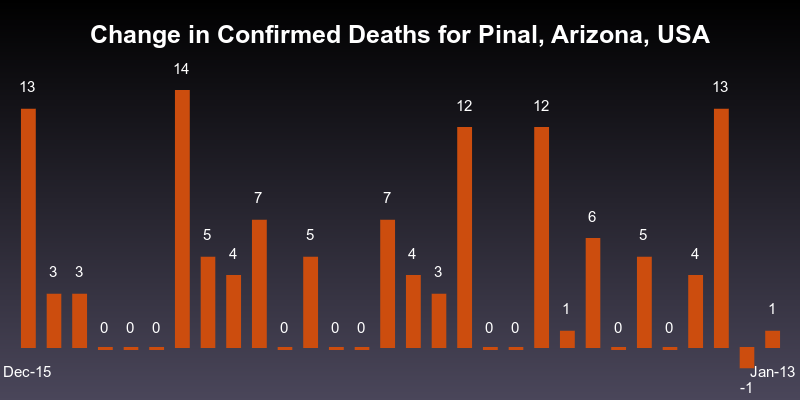 Change in Confirmed Deaths for Pinal, Arizona, USA
13 3 3 0 0 0 14 5 4 7 0 5 0 0 7 4 3 12 0 0 12 1 6 0 5 0 4 13 -1 1
Dec-15 Jan-13